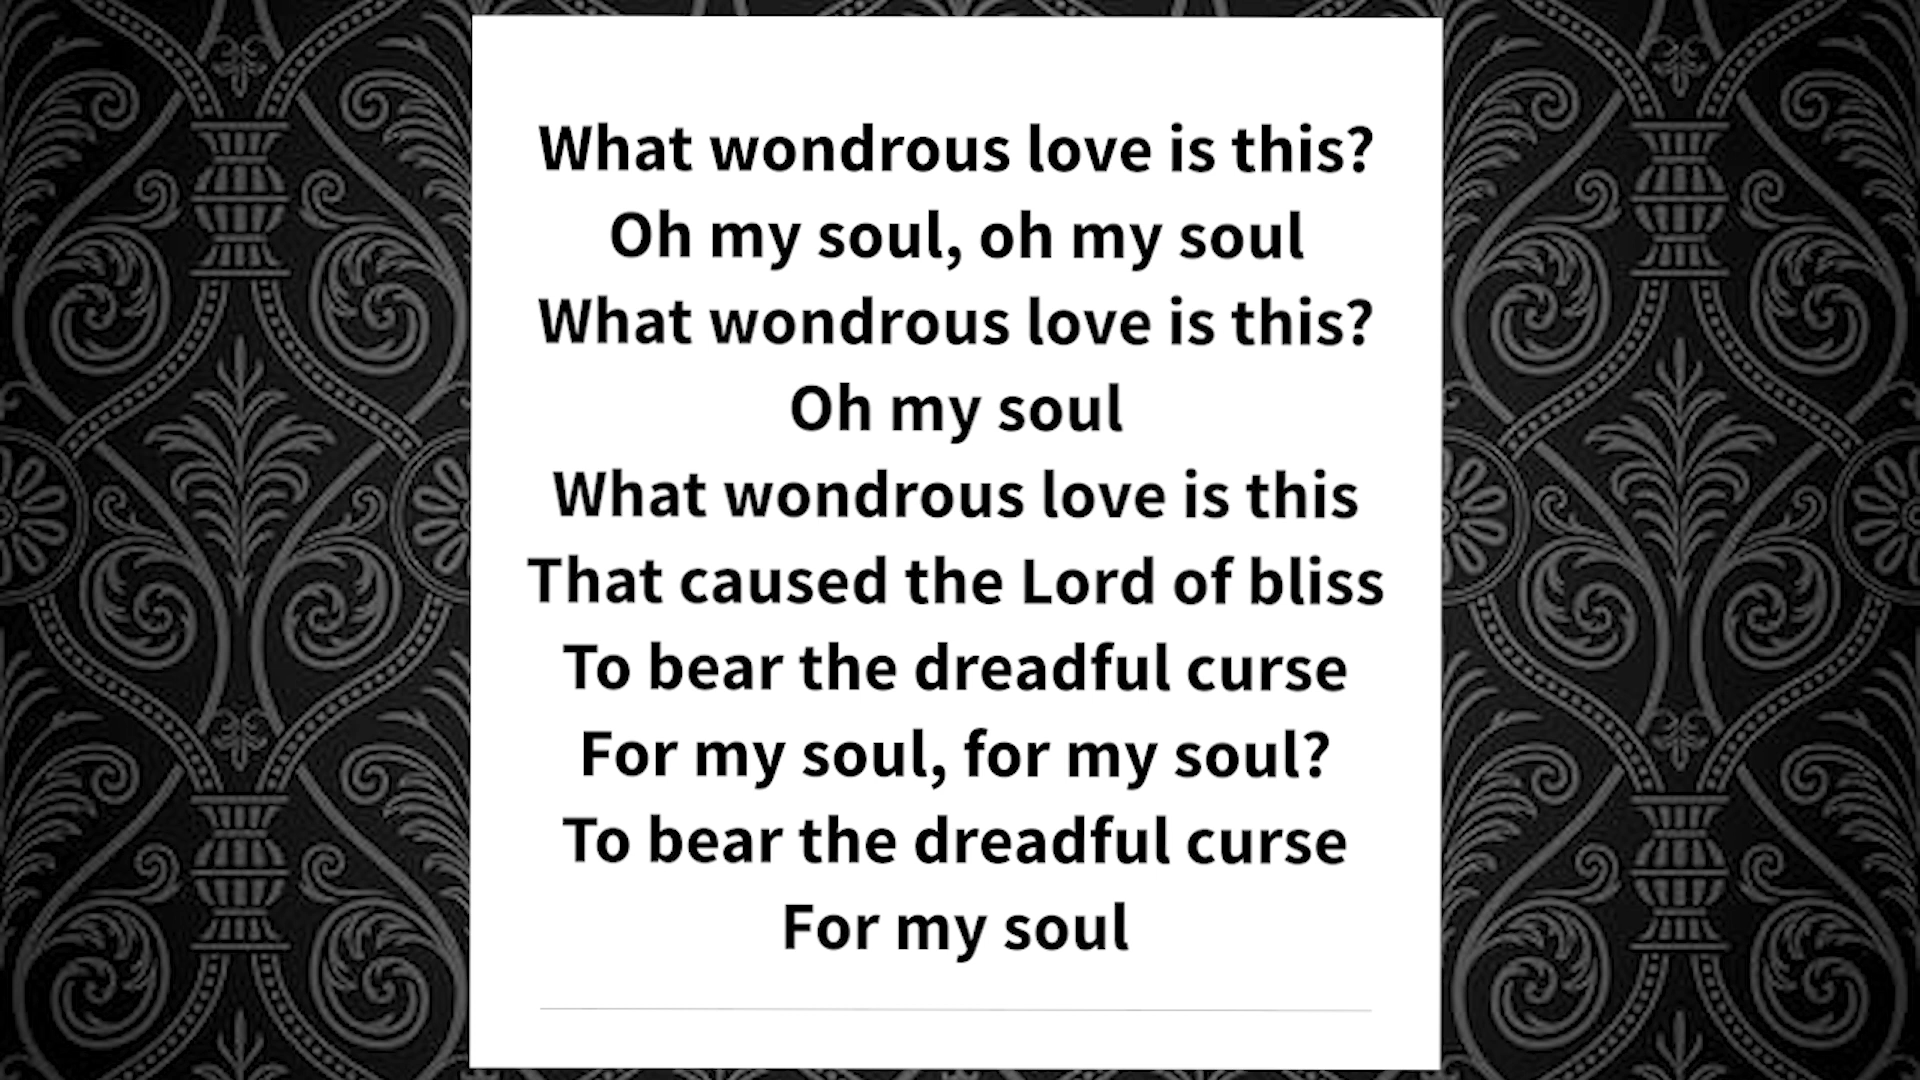 What wondrous love is this?
Oh my soul, oh my soul
What wondrous love is this?
Oh my soul
What wondrous love is this
That caused the Lord of bliss
To bear the dreadful curse
For my soul, for my soul?
To bear the dreadful curse
For my soul